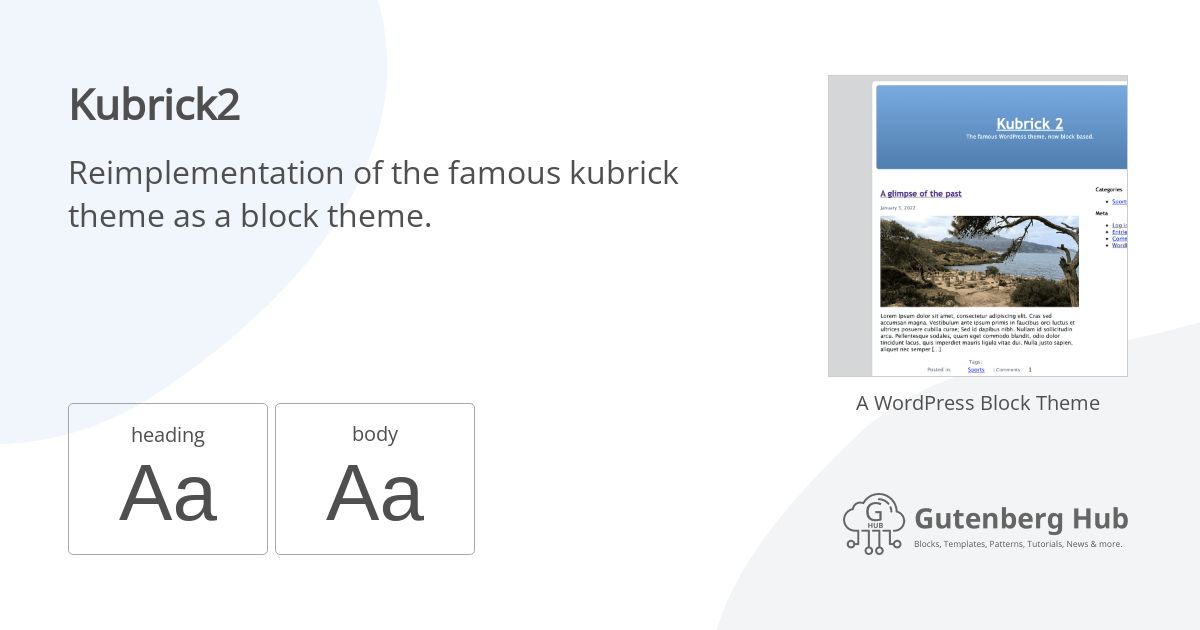 Kubrick2
Reimplementation of the famous kubrick
theme as a block theme.
heading
Aa
body
Aa
Kubrick 2
The famous WordPress theme, now block based.
A glimpse of the past
January 5, 2022
Lorem ipsum dolor sit amet, consectetur adipiscing elit. Cras sed
accumsan magna. Vestibulum ante ipsum primis in faucibus orci luctus et
ultrices posuere cubilia curae; Sed id dapibus nibh. Nullam id sollicitudin
arcu. Pellentesque sodales, quam eget commodo blandit, odio dolor
tincidunt lacus, quis imperdiet mauris ligula vitae dui. Nulla justo sapien,
aliquet nec semper [...]
Tags:
Posted in: Sports | Comments 1
Categories
Sports
Meta
Log i
Entrie
Comm
Word
A WordPress Block Theme
G
HUB
Gutenberg Hub
Blocks, Templates, Patterns, Tutorials, News & more.